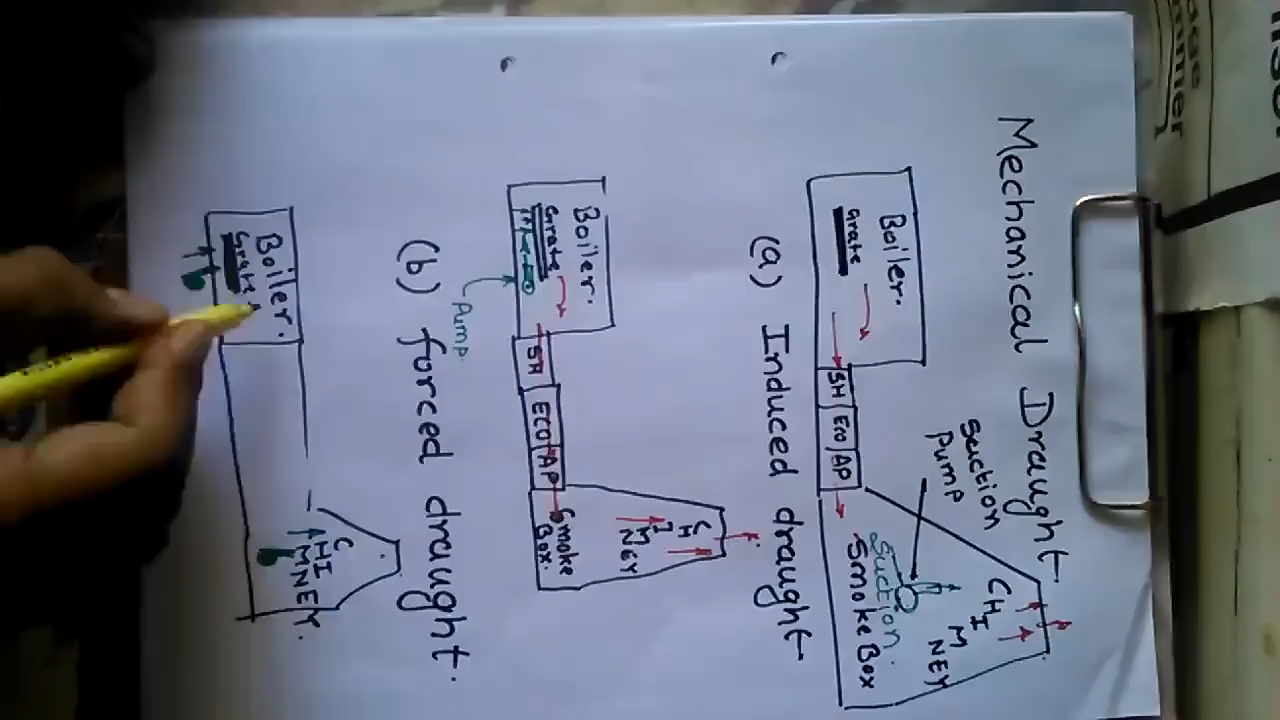 Mechanical Draught
Boiler.
Grate
SH Eco AP
Suction
Pump
Suction
Smoke Box
CHIMNEY
(a) Induced draught
Boiler.
Grate
SH ECO AP
Smoke
Box.
CHIMNEY
Pump.
(b) forced draught.
Boiler.
Grate
CHIMNEY.